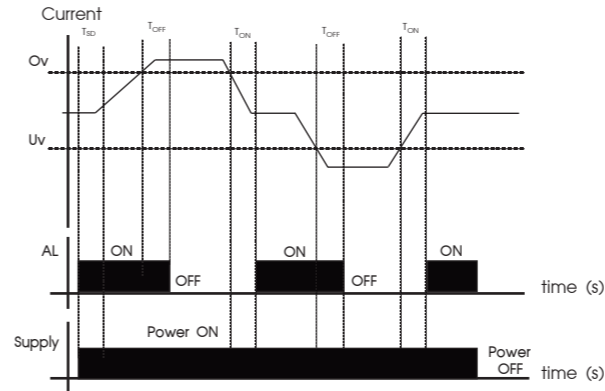 Current
TSD TOFF TON TOFF TON
Ov
Uv
AL ON OFF ON OFF ON
time (s)
Supply Power ON Power OFF
time (s)